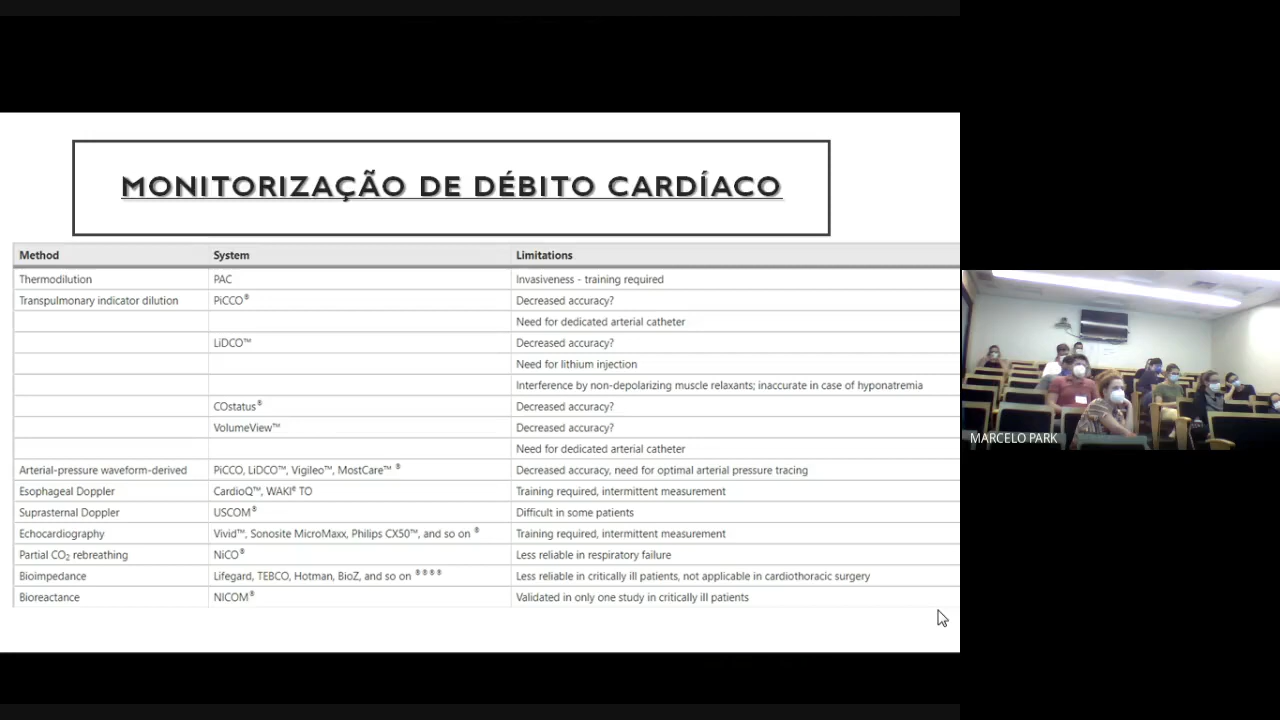 MONITORIZAÇÃO DE DÉBITO CARDÍACO
Method System Limitations
Thermodilution PAC Invasiveness - training required
Transpulmonary indicator dilution PiCCO® Decreased accuracy?
Need for dedicated arterial catheter
LiDCO™ Decreased accuracy?
Need for lithium injection
Interference by non-depolarizing muscle relaxants; inaccurate in case of hyponatremia
COstatus® Decreased accuracy?
VolumeView™ Decreased accuracy?
Need for dedicated arterial catheter
Arterial-pressure waveform-derived PiCCO, LiDCO™, Vigileo™, MostCare™ ® Decreased accuracy, need for optimal arterial pressure tracing
Esophageal Doppler CardioQ™, WAKI® TO Training required, intermittent measurement
Suprasternal Doppler USCOM® Difficult in some patients
Echocardiography Vivid™, Sonosite MicroMaxx, Philips CX50™, and so on ® Training required, intermittent measurement
Partial CO₂ rebreathing NiCO® Less reliable in respiratory failure
Bioimpedance Lifegard, TEBCO, Hotman, BioZ, and so on ®®®® Less reliable in critically ill patients, not applicable in cardiothoracic surgery
Bioreactance NICOM® Validated in only one study in critically ill patients
MARCELO PARK